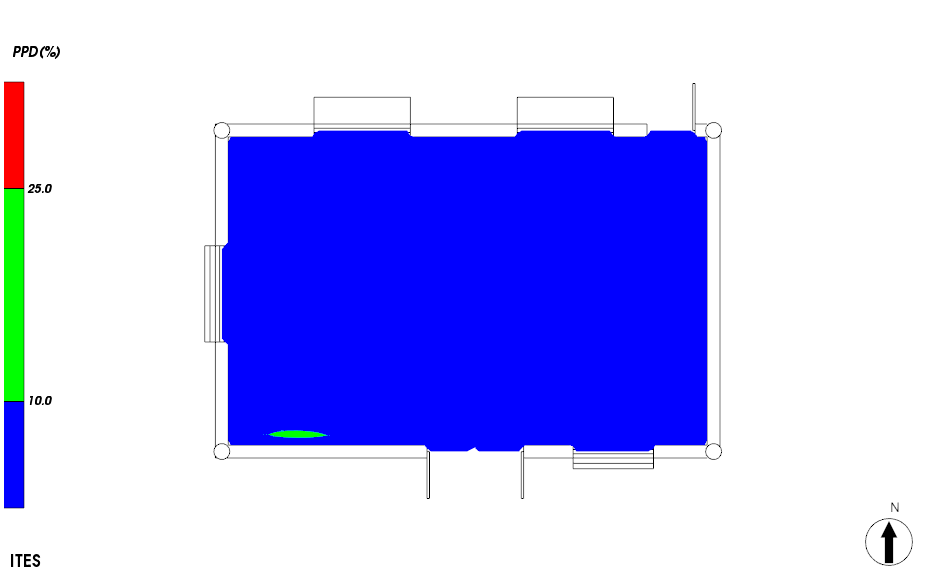 PPD(%)
25.0
10.0
N
ITES